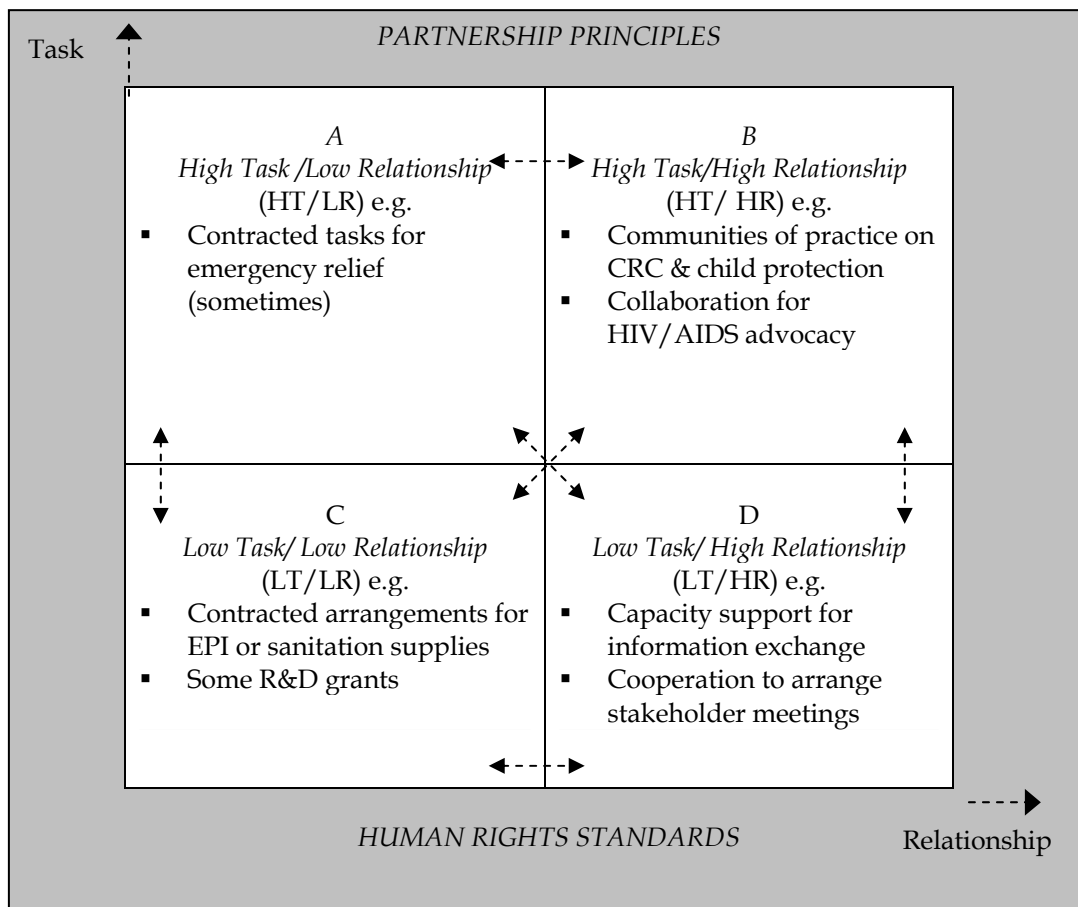 PARTNERSHIP PRINCIPLES
Task
A
High Task /Low Relationship
(HT/LR) e.g.
▪ Contracted tasks for
emergency relief
(sometimes)
B
High Task/High Relationship
(HT/ HR) e.g.
▪ Communities of practice on
CRC & child protection
▪ Collaboration for
HIV/AIDS advocacy
C
Low Task/ Low Relationship
(LT/LR) e.g.
▪ Contracted arrangements for
EPI or sanitation supplies
▪ Some R&D grants
D
Low Task/ High Relationship
(LT/HR) e.g.
▪ Capacity support for
information exchange
▪ Cooperation to arrange
stakeholder meetings
HUMAN RIGHTS STANDARDS
Relationship